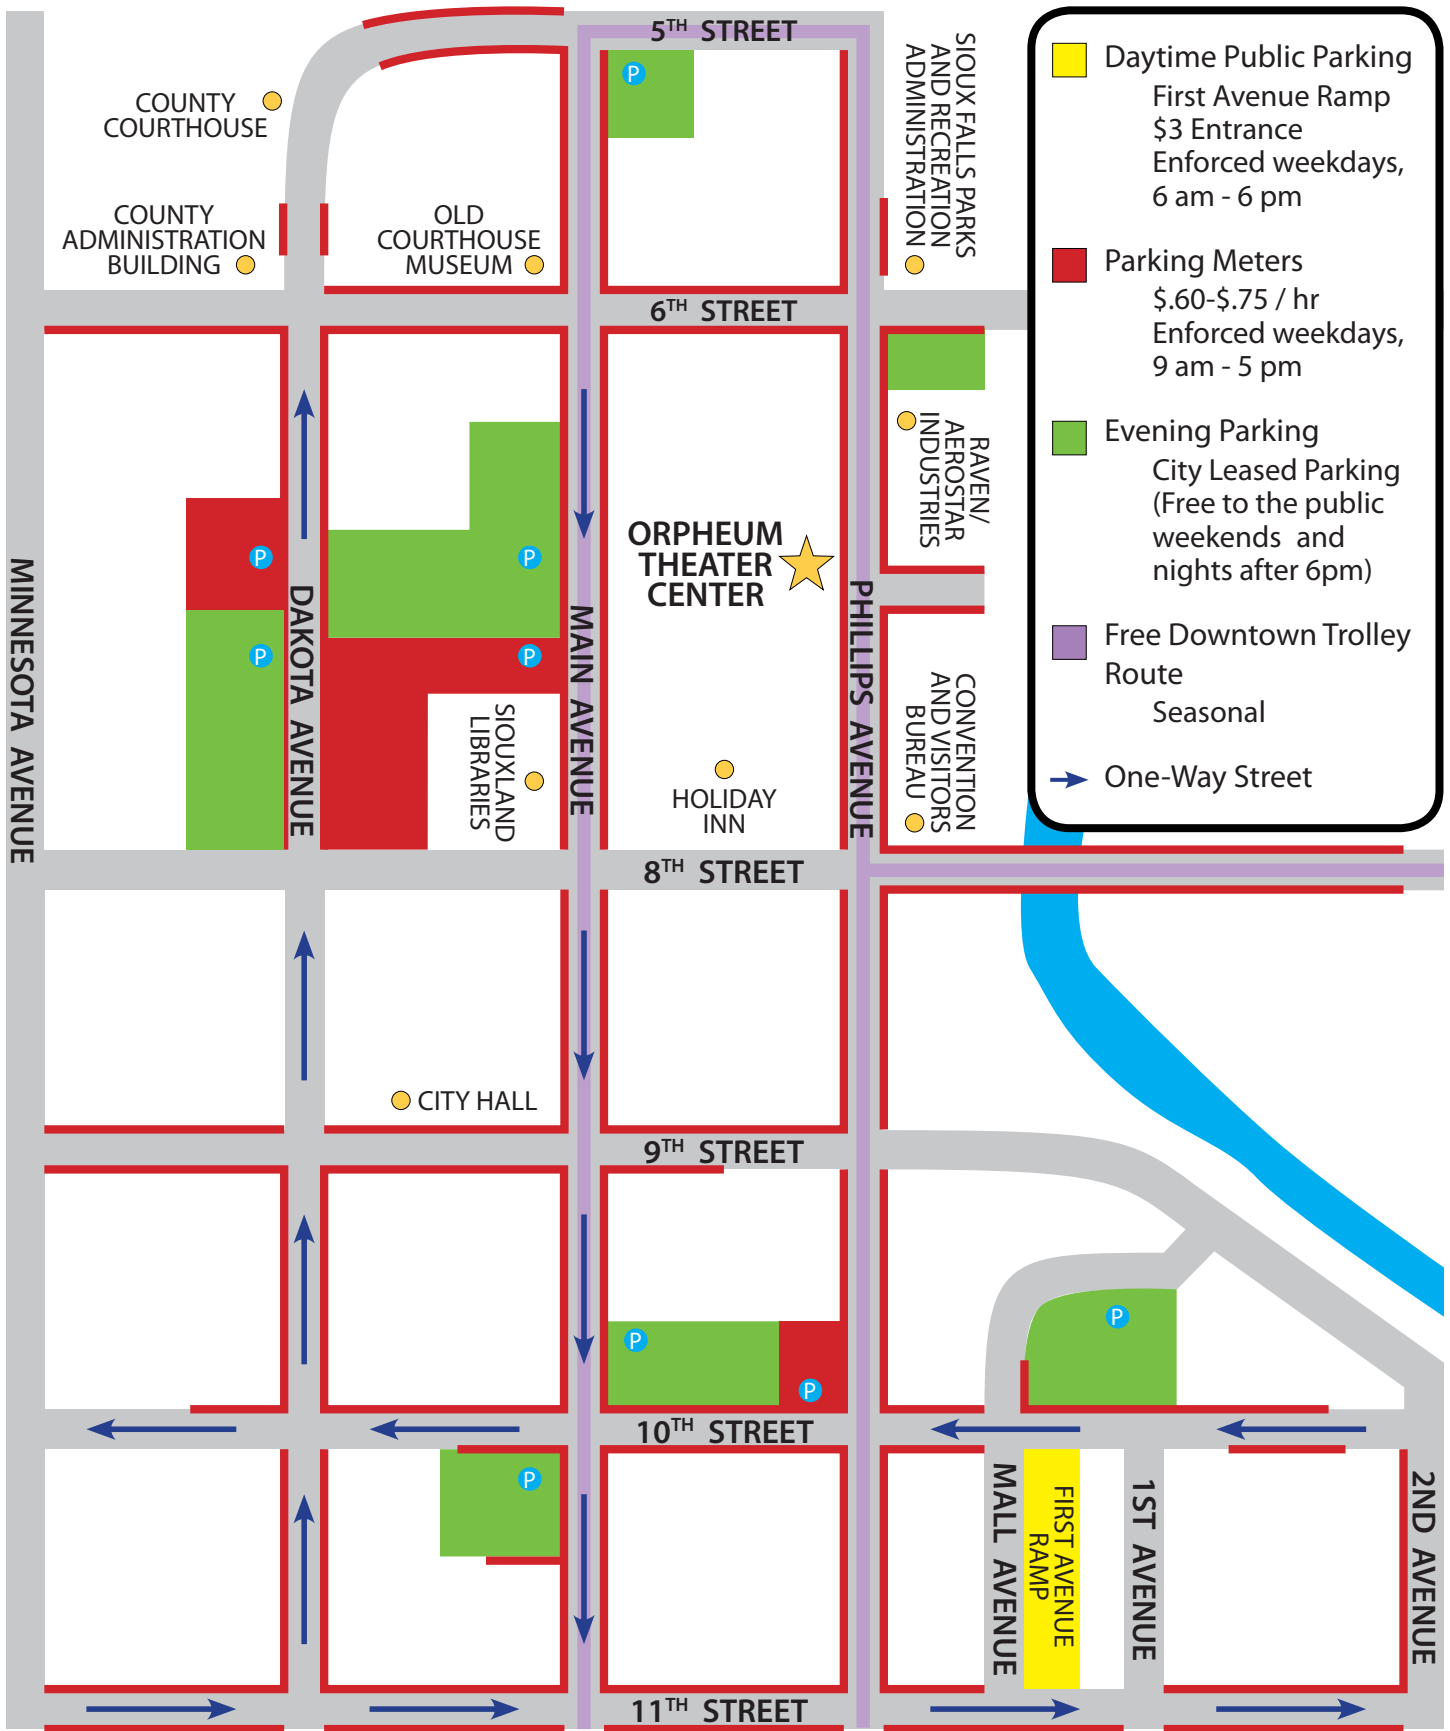 5TH STREET
P
COUNTY
COURTHOUSE
SIOUX FALLS PARKS
AND RECREATION
ADMINISTRATION
COUNTY
ADMINISTRATION
BUILDING
OLD
COURTHOUSE
MUSEUM
6TH STREET
Daytime Public Parking
First Avenue Ramp
$3 Entrance
Enforced weekdays,
6 am - 6 pm
Parking Meters
$.60-$.75 / hr
Enforced weekdays,
9 am - 5 pm
Evening Parking
City Leased Parking
(Free to the public
weekends and
nights after 6pm)
Free Downtown Trolley
Route
Seasonal
One-Way Street
RAVEN/
AEROSTAR
INDUSTRIES
ORPHEUM
THEATER
CENTER
P
P
P
P
MINNESOTA AVENUE
DAKOTA AVENUE
MAIN AVENUE
PHILLIPS AVENUE
SIOUXLAND
LIBRARIES
HOLIDAY
INN
CONVENTION
AND VISITORS
BUREAU
8TH STREET
CITY HALL
9TH STREET
P
P
P
10TH STREET
P
MALL AVENUE
FIRST AVENUE
RAMP
1ST AVENUE
2ND AVENUE
11TH STREET